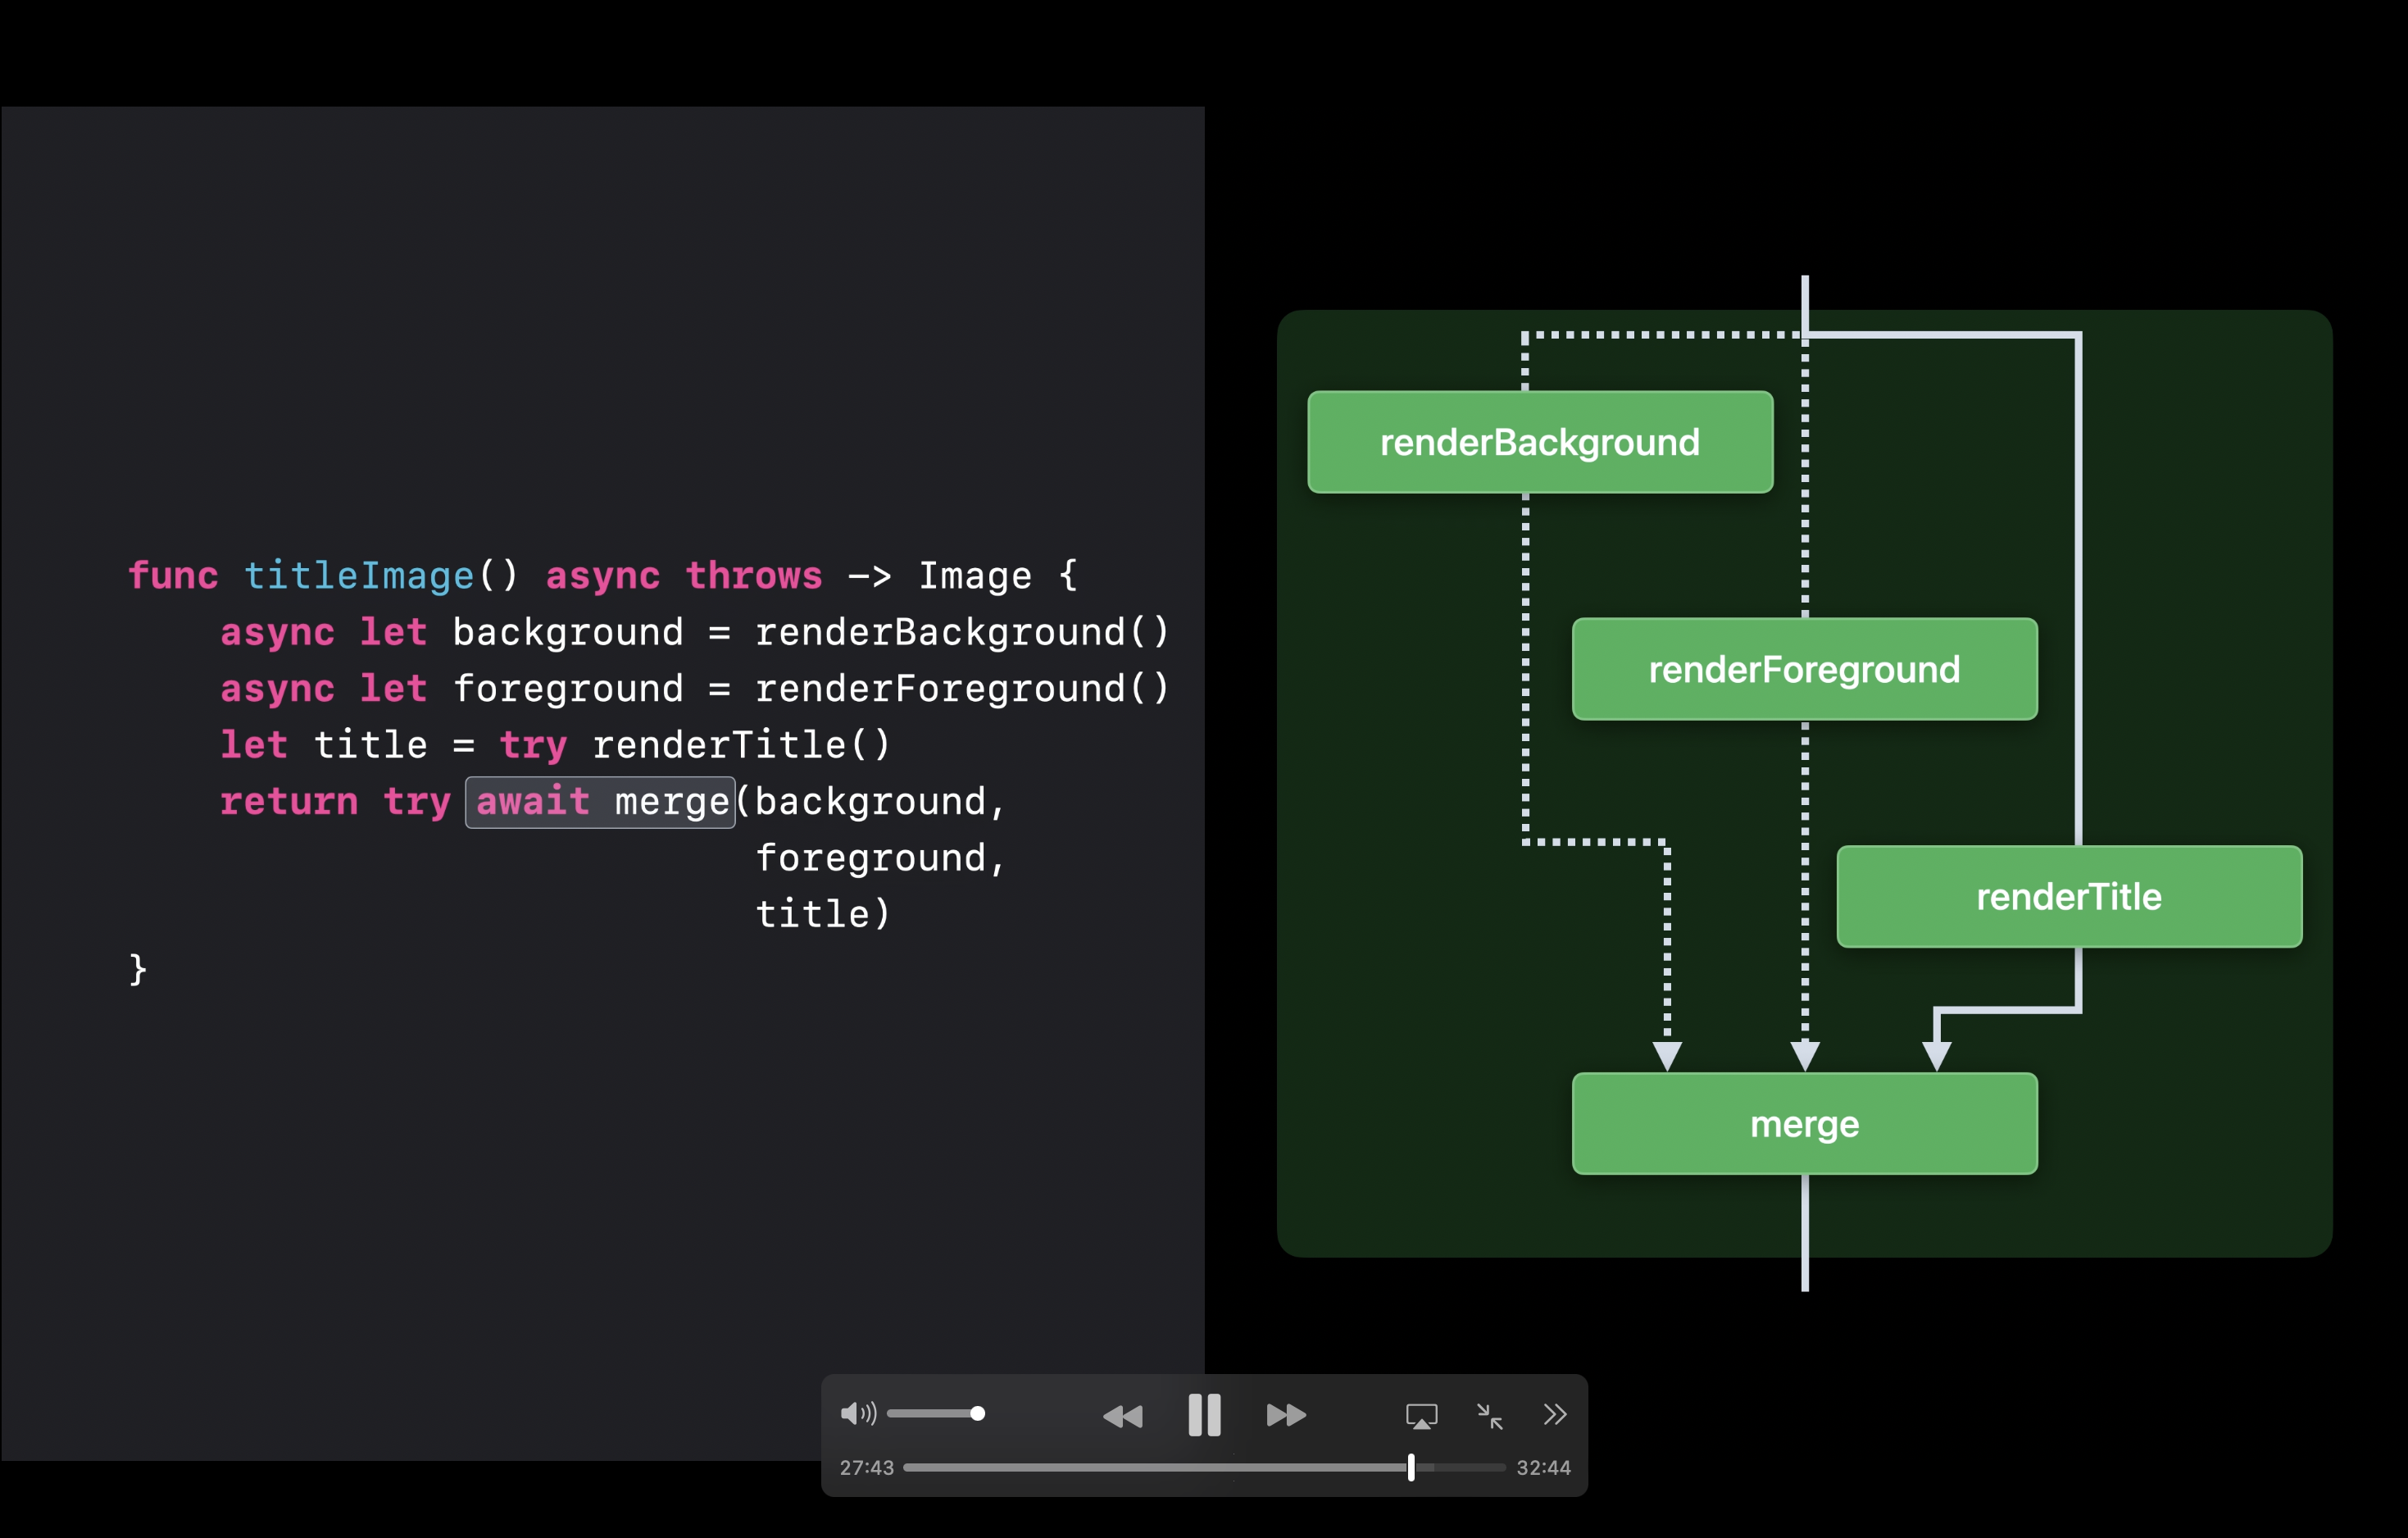 func titleImage() async throws -> Image {
    async let background = renderBackground()
    async let foreground = renderForeground()
    let title = try renderTitle()
    return try await merge(background,
                           foreground,
                           title)
}
renderBackground
renderForeground
renderTitle
merge
27:43
32:44